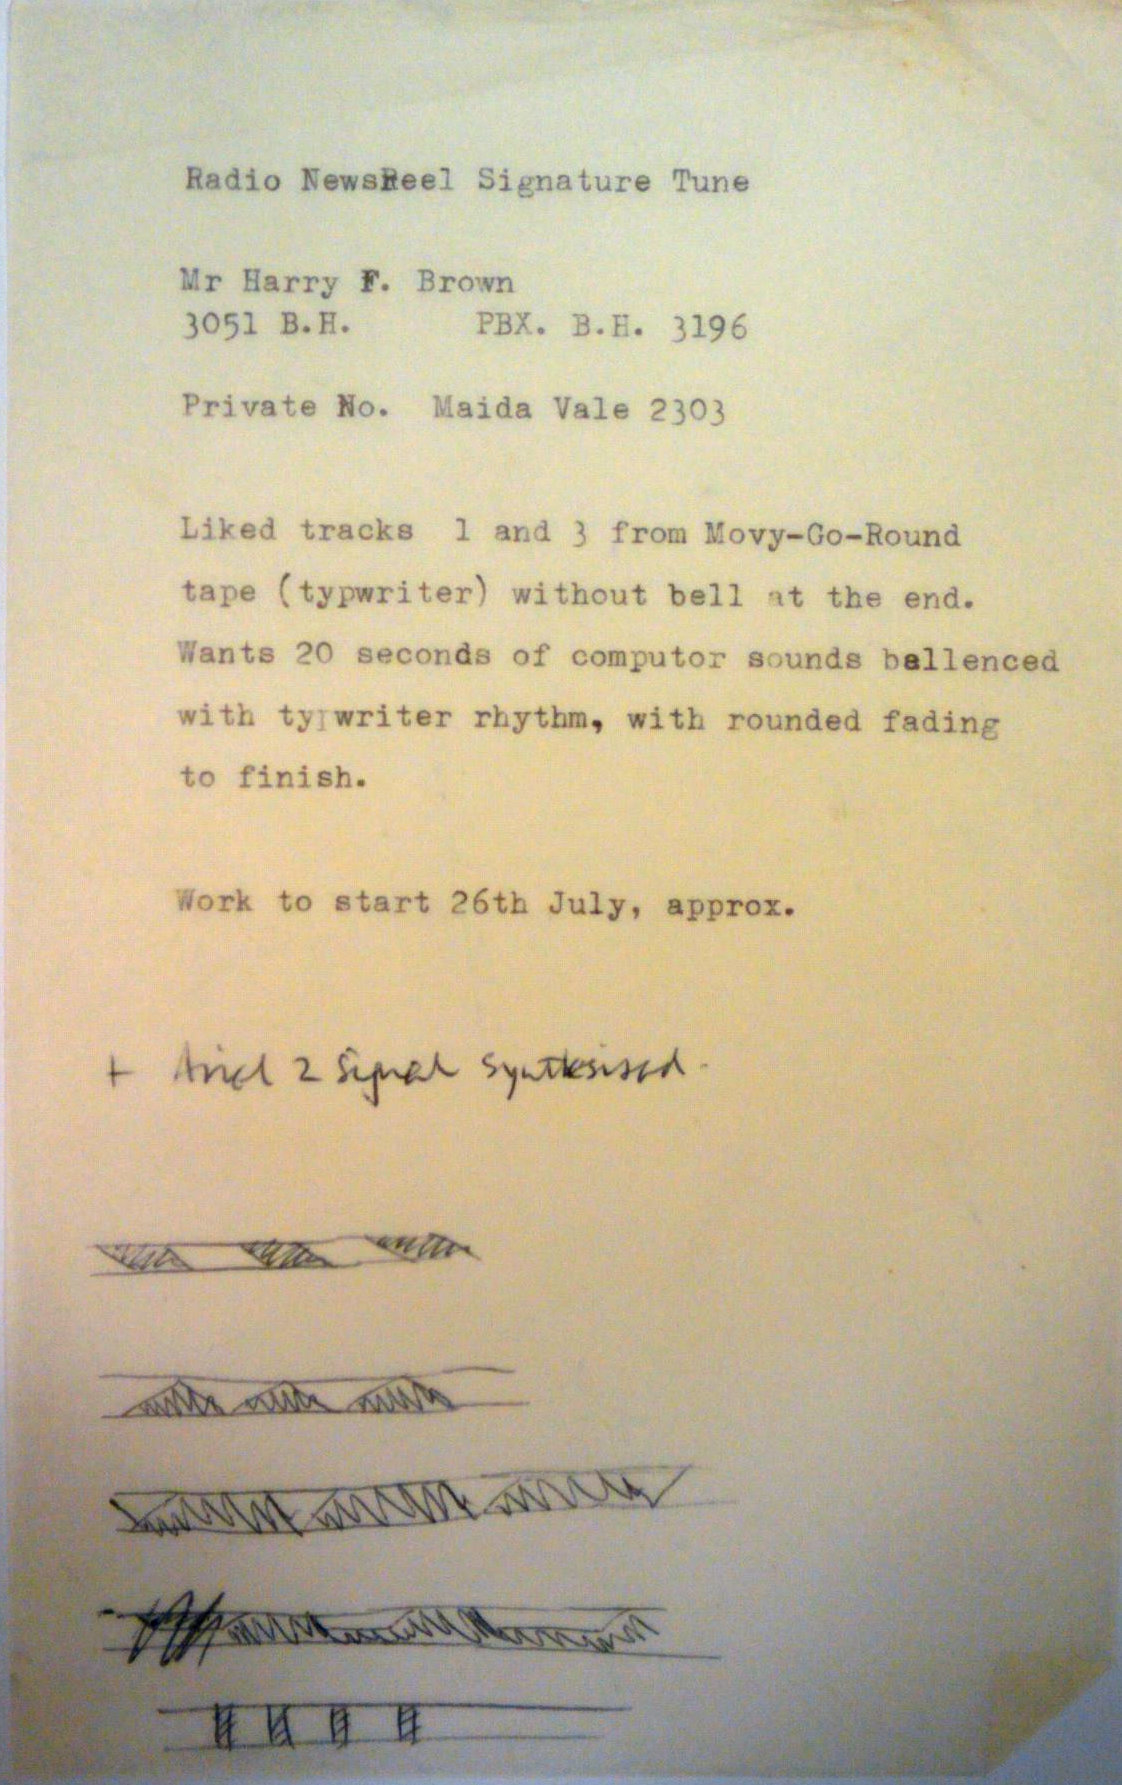 Radio NewsReel Signature Tune
Mr Harry F. Brown
3051 B.H. PBX. B.H. 3196
Private No. Maida Vale 2303
Liked tracks 1 and 3 from Movy-Go-Round
tape (typwriter) without bell at the end.
Wants 20 seconds of computor sounds ballenced
with typwriter rhythm, with rounded fading
to finish.
Work to start 26th July, approx.
+ Ariel 2 Signal Synthesised